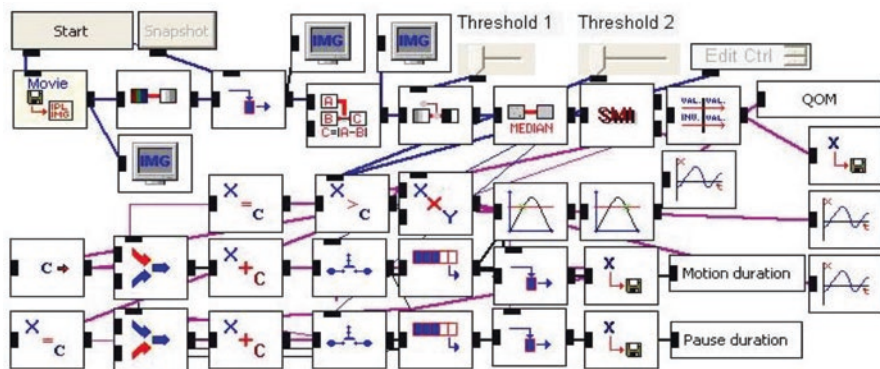 Threshold 1 Threshold 2
Start Snapshot IMG IMG Edit Ctrl
Movie
IPL
IMG
A
B C
C=|A-B|
MEDIAN
SMI
VAL. VAL.
INV. VAL.
QOM
IMG
X
X
= C
X
> C
X
X Y
X
t
X
t
C
X
+ C
X
Motion duration
X
t
X
= C
X
+ C
X
Pause duration